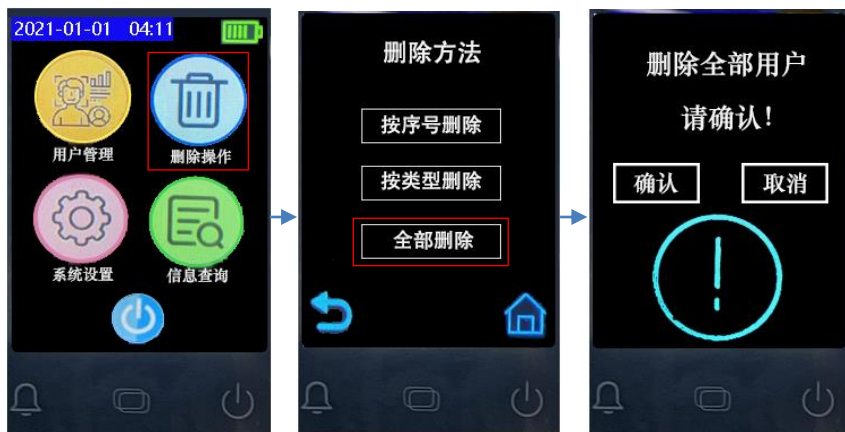 2021-01-01 04:11
用户管理
删除操作
系统设置
信息查询
删除方法
按序号删除
按类型删除
全部删除
删除全部用户
请确认!
确认
取消